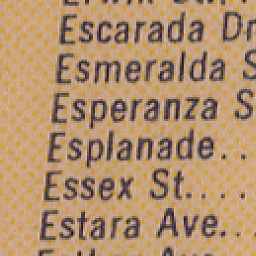 Escarada Dr
Esmeralda S
Esperanza S
Esplanade..
Essex St....
Estara Ave..